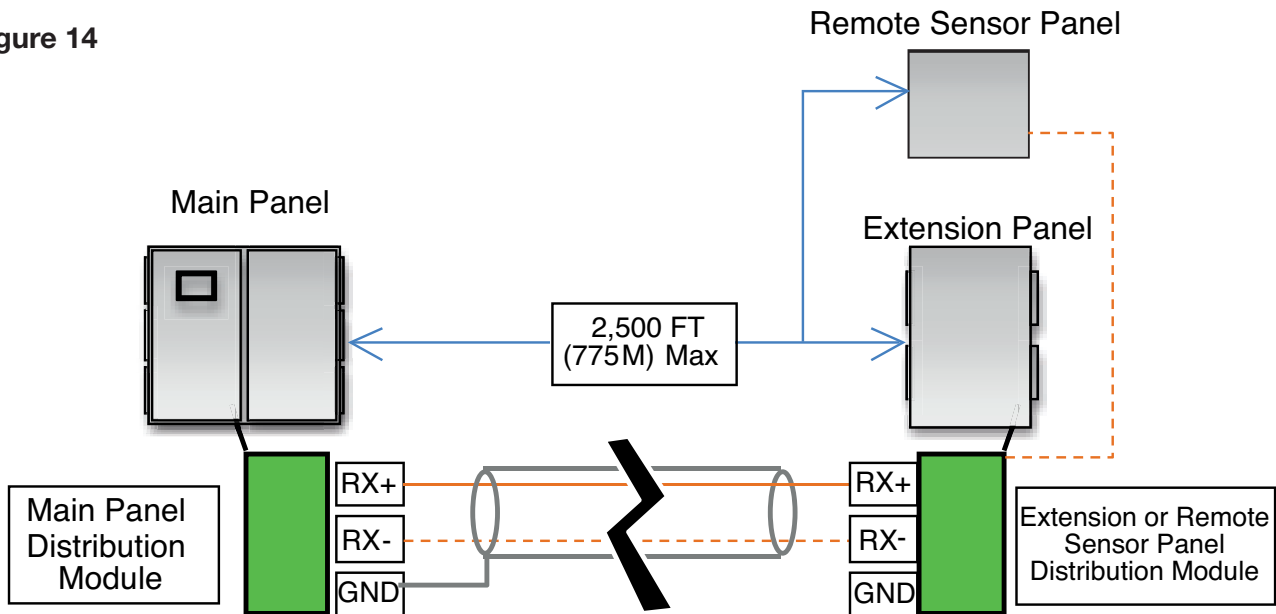 gure 14
Remote Sensor Panel
Main Panel
Extension Panel
2,500 FT
(775M) Max
RX+
RX-
GND
RX+
RX-
GND
Main Panel
Distribution
Module
Extension or Remote
Sensor Panel
Distribution Module